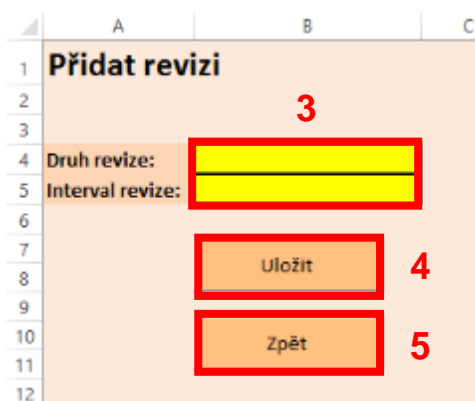 A B C
1 Přidat revizi
2
3
3
4 Druh revize:
5 Interval revize:
6
7
Uložit 4
8
9
10 Zpět 5
11
12